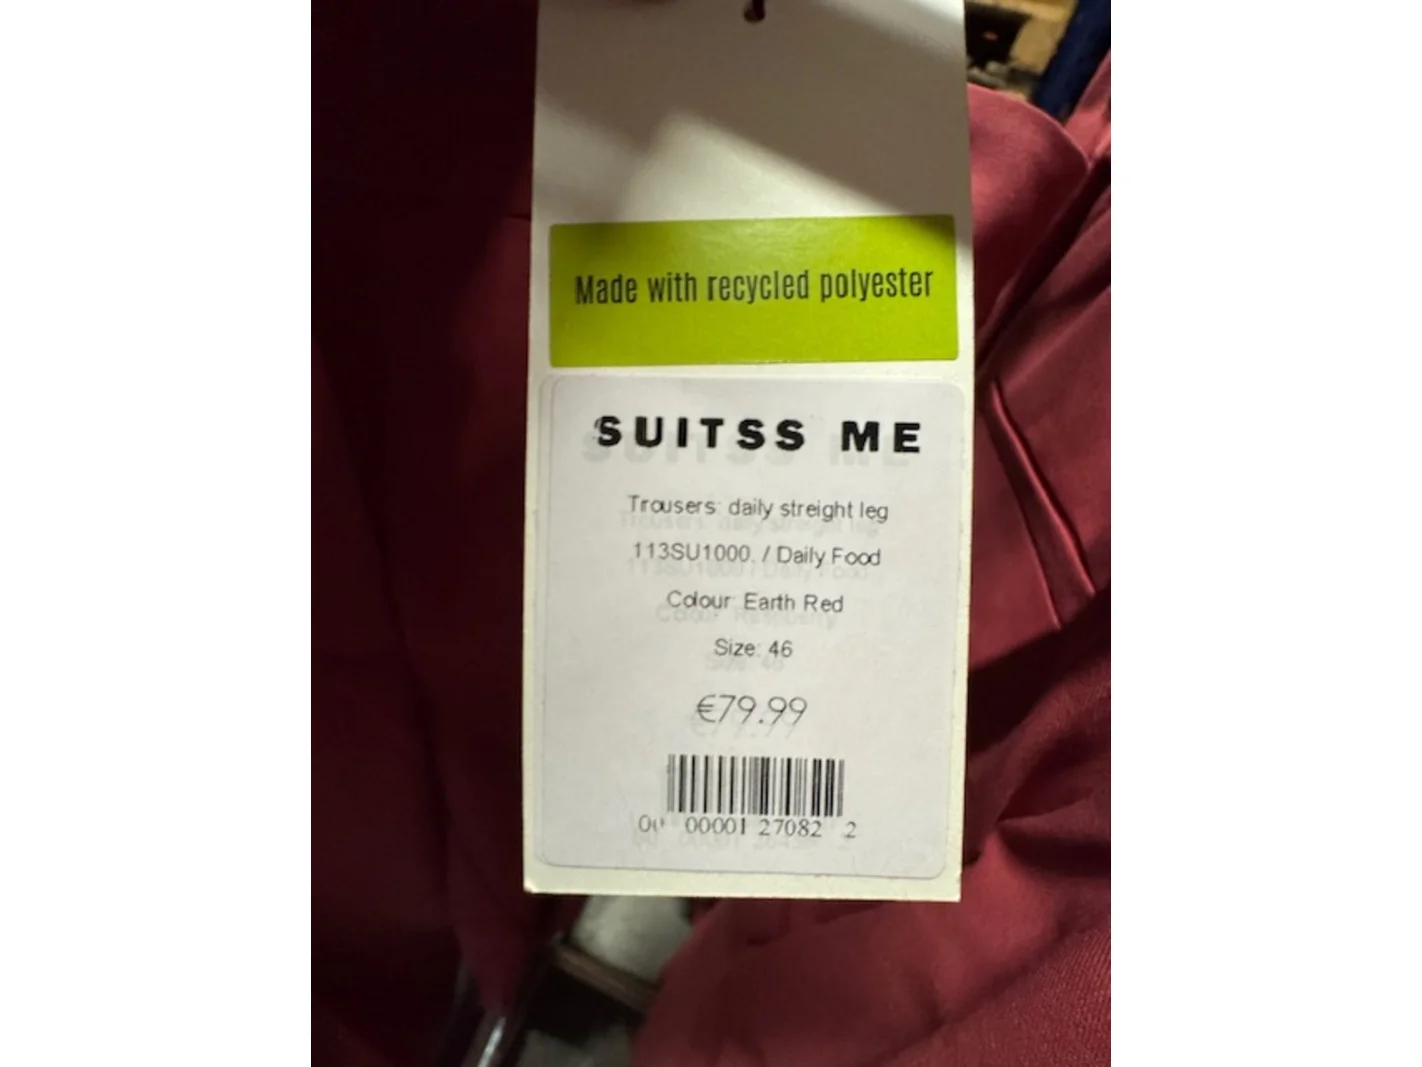 Made with recycled polyester
SUITSS ME
Trousers: daily streight leg
113SU1000. / Daily Food
Colour: Earth Red
Size: 46
€79.99
00001 27082 2